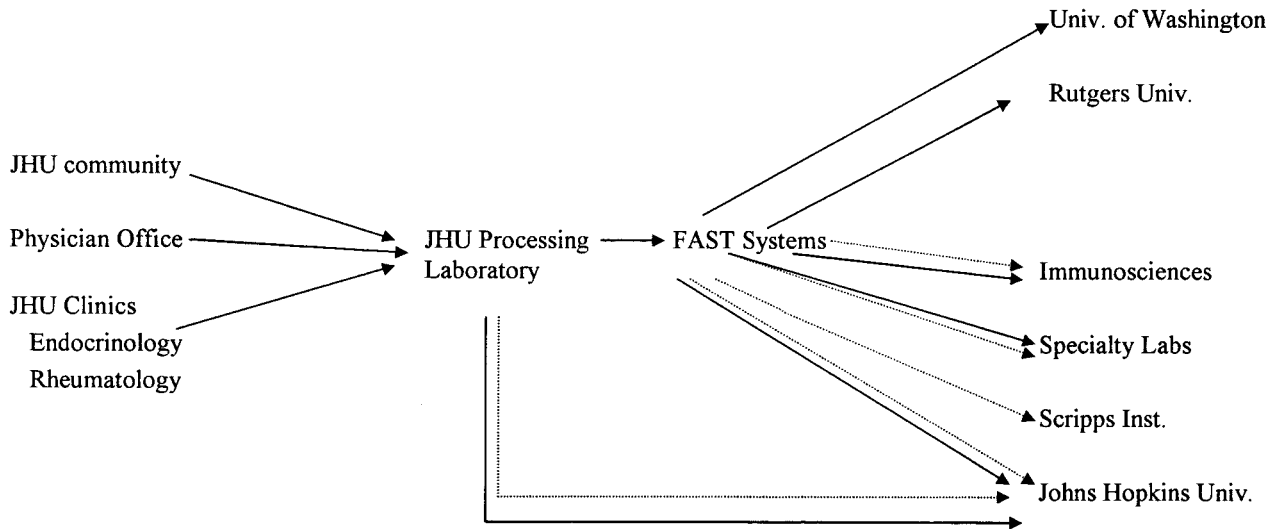 Univ. of Washington
Rutgers Univ.
JHU community
Physician Office
JHU Clinics
Endocrinology
Rheumatology
JHU Processing
Laboratory
FAST Systems
Immunosciences
Specialty Labs
Scripps Inst.
Johns Hopkins Univ.